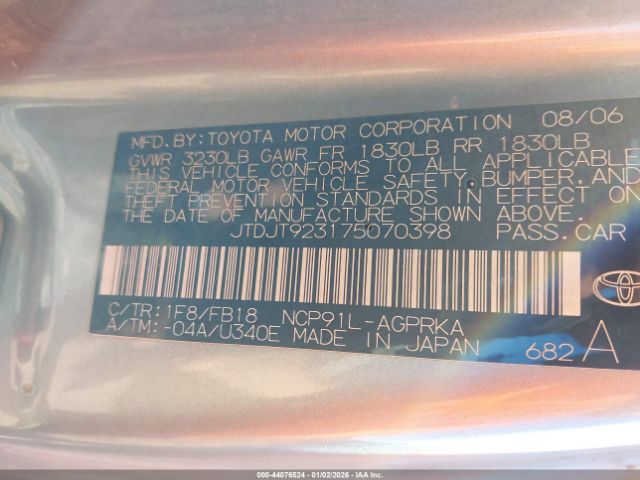 MFD.BY:TOYOTA MOTOR CORPORATION 08/06
GVWR 3230LB GAWR FR 1830LB RR 1830LB
THIS VEHICLE CONFORMS TO ALL APPLICABLE
FEDERAL MOTOR VEHICLE SAFETY,BUMPER,AND
THEFT PREVENTION STANDARDS IN EFFECT ON
THE DATE OF MANUFACTURE SHOWN ABOVE.
JTDJT923175070398 PASS.CAR
C/TR:1F8/FB18 NCP91L-AGPRKA
A/TM:-04A/U340E MADE IN JAPAN 682 A
000-44076524 | 01/02/2026 - IAA, Inc.